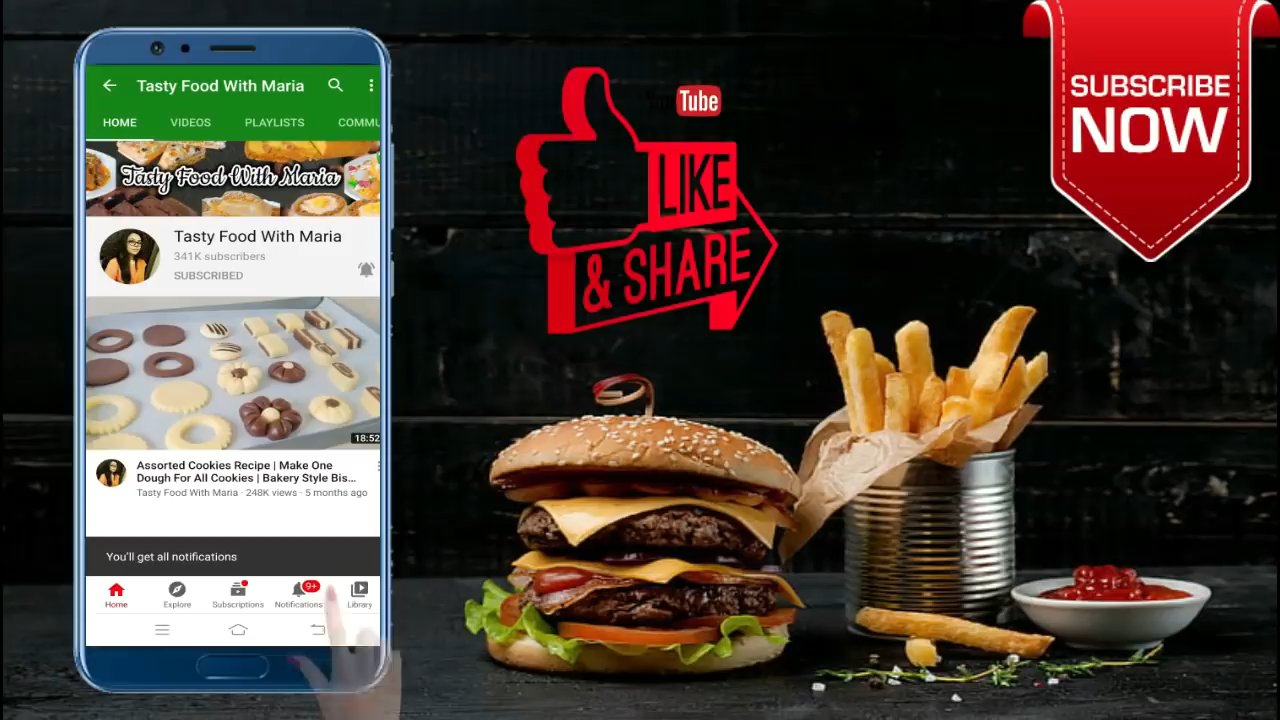 Tasty Food With Maria
HOME VIDEOS PLAYLISTS COMMU
Tasty Food With Maria
Tasty Food With Maria
341K subscribers
SUBSCRIBED
18:52
Assorted Cookies Recipe | Make One
Dough For All Cookies | Bakery Style Bis...
Tasty Food With Maria · 248K views · 5 months ago
You'll get all notifications
9+
Home Explore Subscriptions Notifications Library
You Tube
LIKE
& SHARE
SUBSCRIBE
NOW